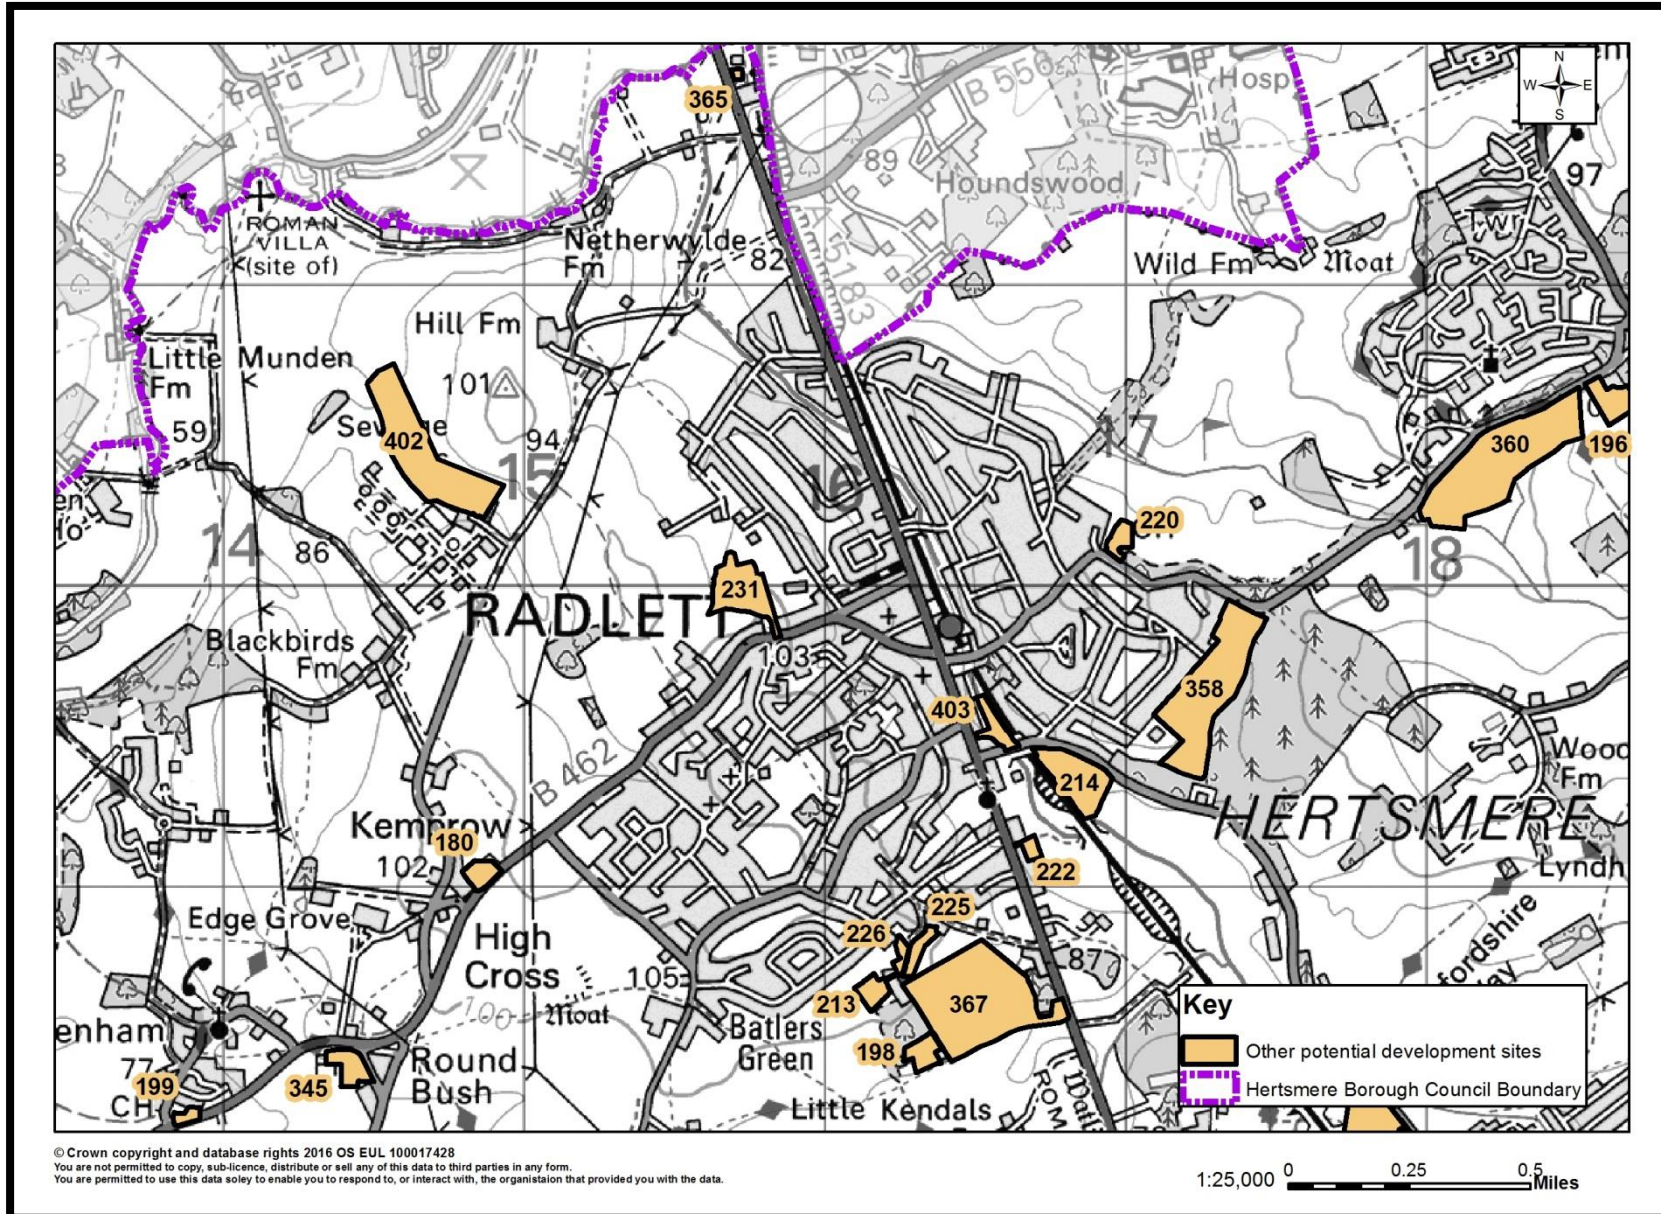 B 556
Hosp
N
W E
S
365
89
97
Houndswood
ROMAN
VILLA
(site of)
Netherwylde
Fm
82
Twr
Wild Fm
Moat
5183
Hill Fm
Little Munden
Fm
101
59
402
94
17
360
196
15
16
220
14
86
18
231
RADLETT
Blackbirds
Fm
103
358
403
B 462
Wood
Fm
214
HERTSMERE
Kemprow
180
102
222
Lyndh
225
Edge Grove
226
High
Cross
87
fordshire
Way
105
100
Moat
213
367
Batlers
Green
enham
77
198
Round
Bush
199
345
CH
Little Kendals
ROM
Key
Other potential development sites
Hertsmere Borough Council Boundary
© Crown copyright and database rights 2016 OS EUL 100017428
You are not permitted to copy, sub-licence, distribute or sell any of this data to third parties in any form.
You are permitted to use this data soley to enable you to respond to, or interact with, the organistaion that provided you with the data.
1:25,000
0 0.25 0.5
Miles